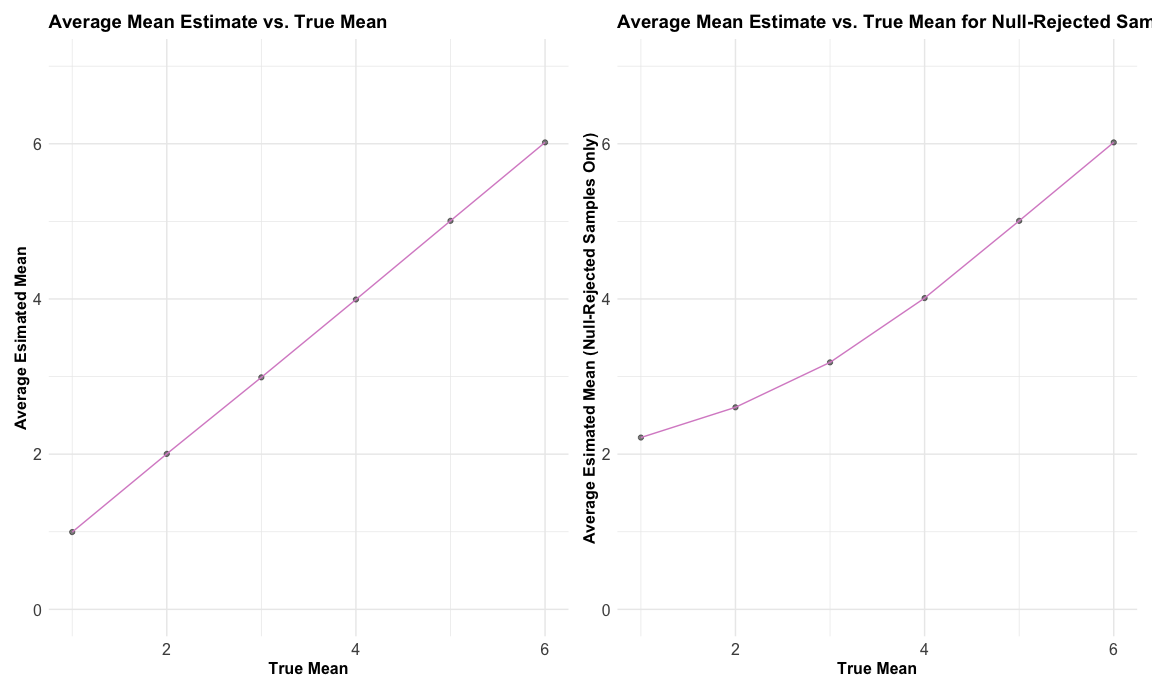 Average Mean Estimate vs. True Mean
Average Esimated Mean
6
4
2
0
2
4
6
True Mean
Average Mean Estimate vs. True Mean for Null-Rejected Sam
Average Esimated Mean (Null-Rejected Samples Only)
6
4
2
0
2
4
6
True Mean